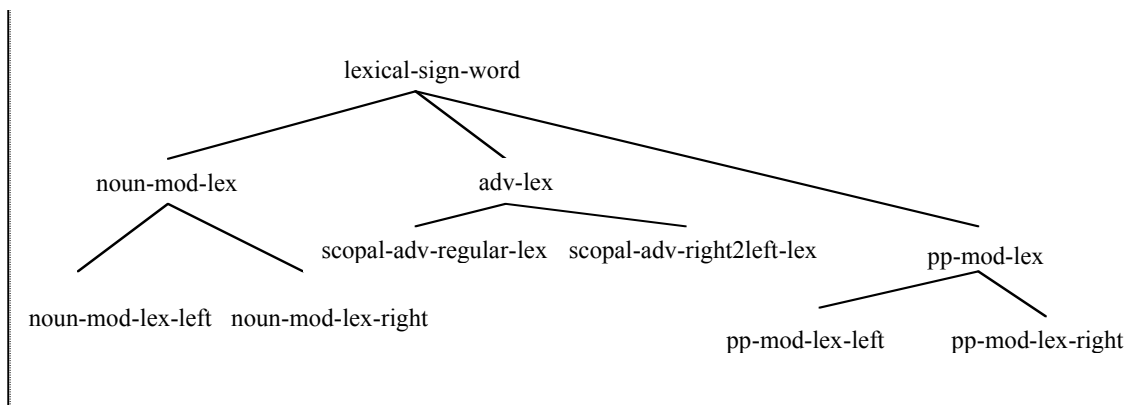 lexical-sign-word
noun-mod-lex adv-lex
scopal-adv-regular-lex scopal-adv-right2left-lex
pp-mod-lex
noun-mod-lex-left noun-mod-lex-right
pp-mod-lex-left pp-mod-lex-right